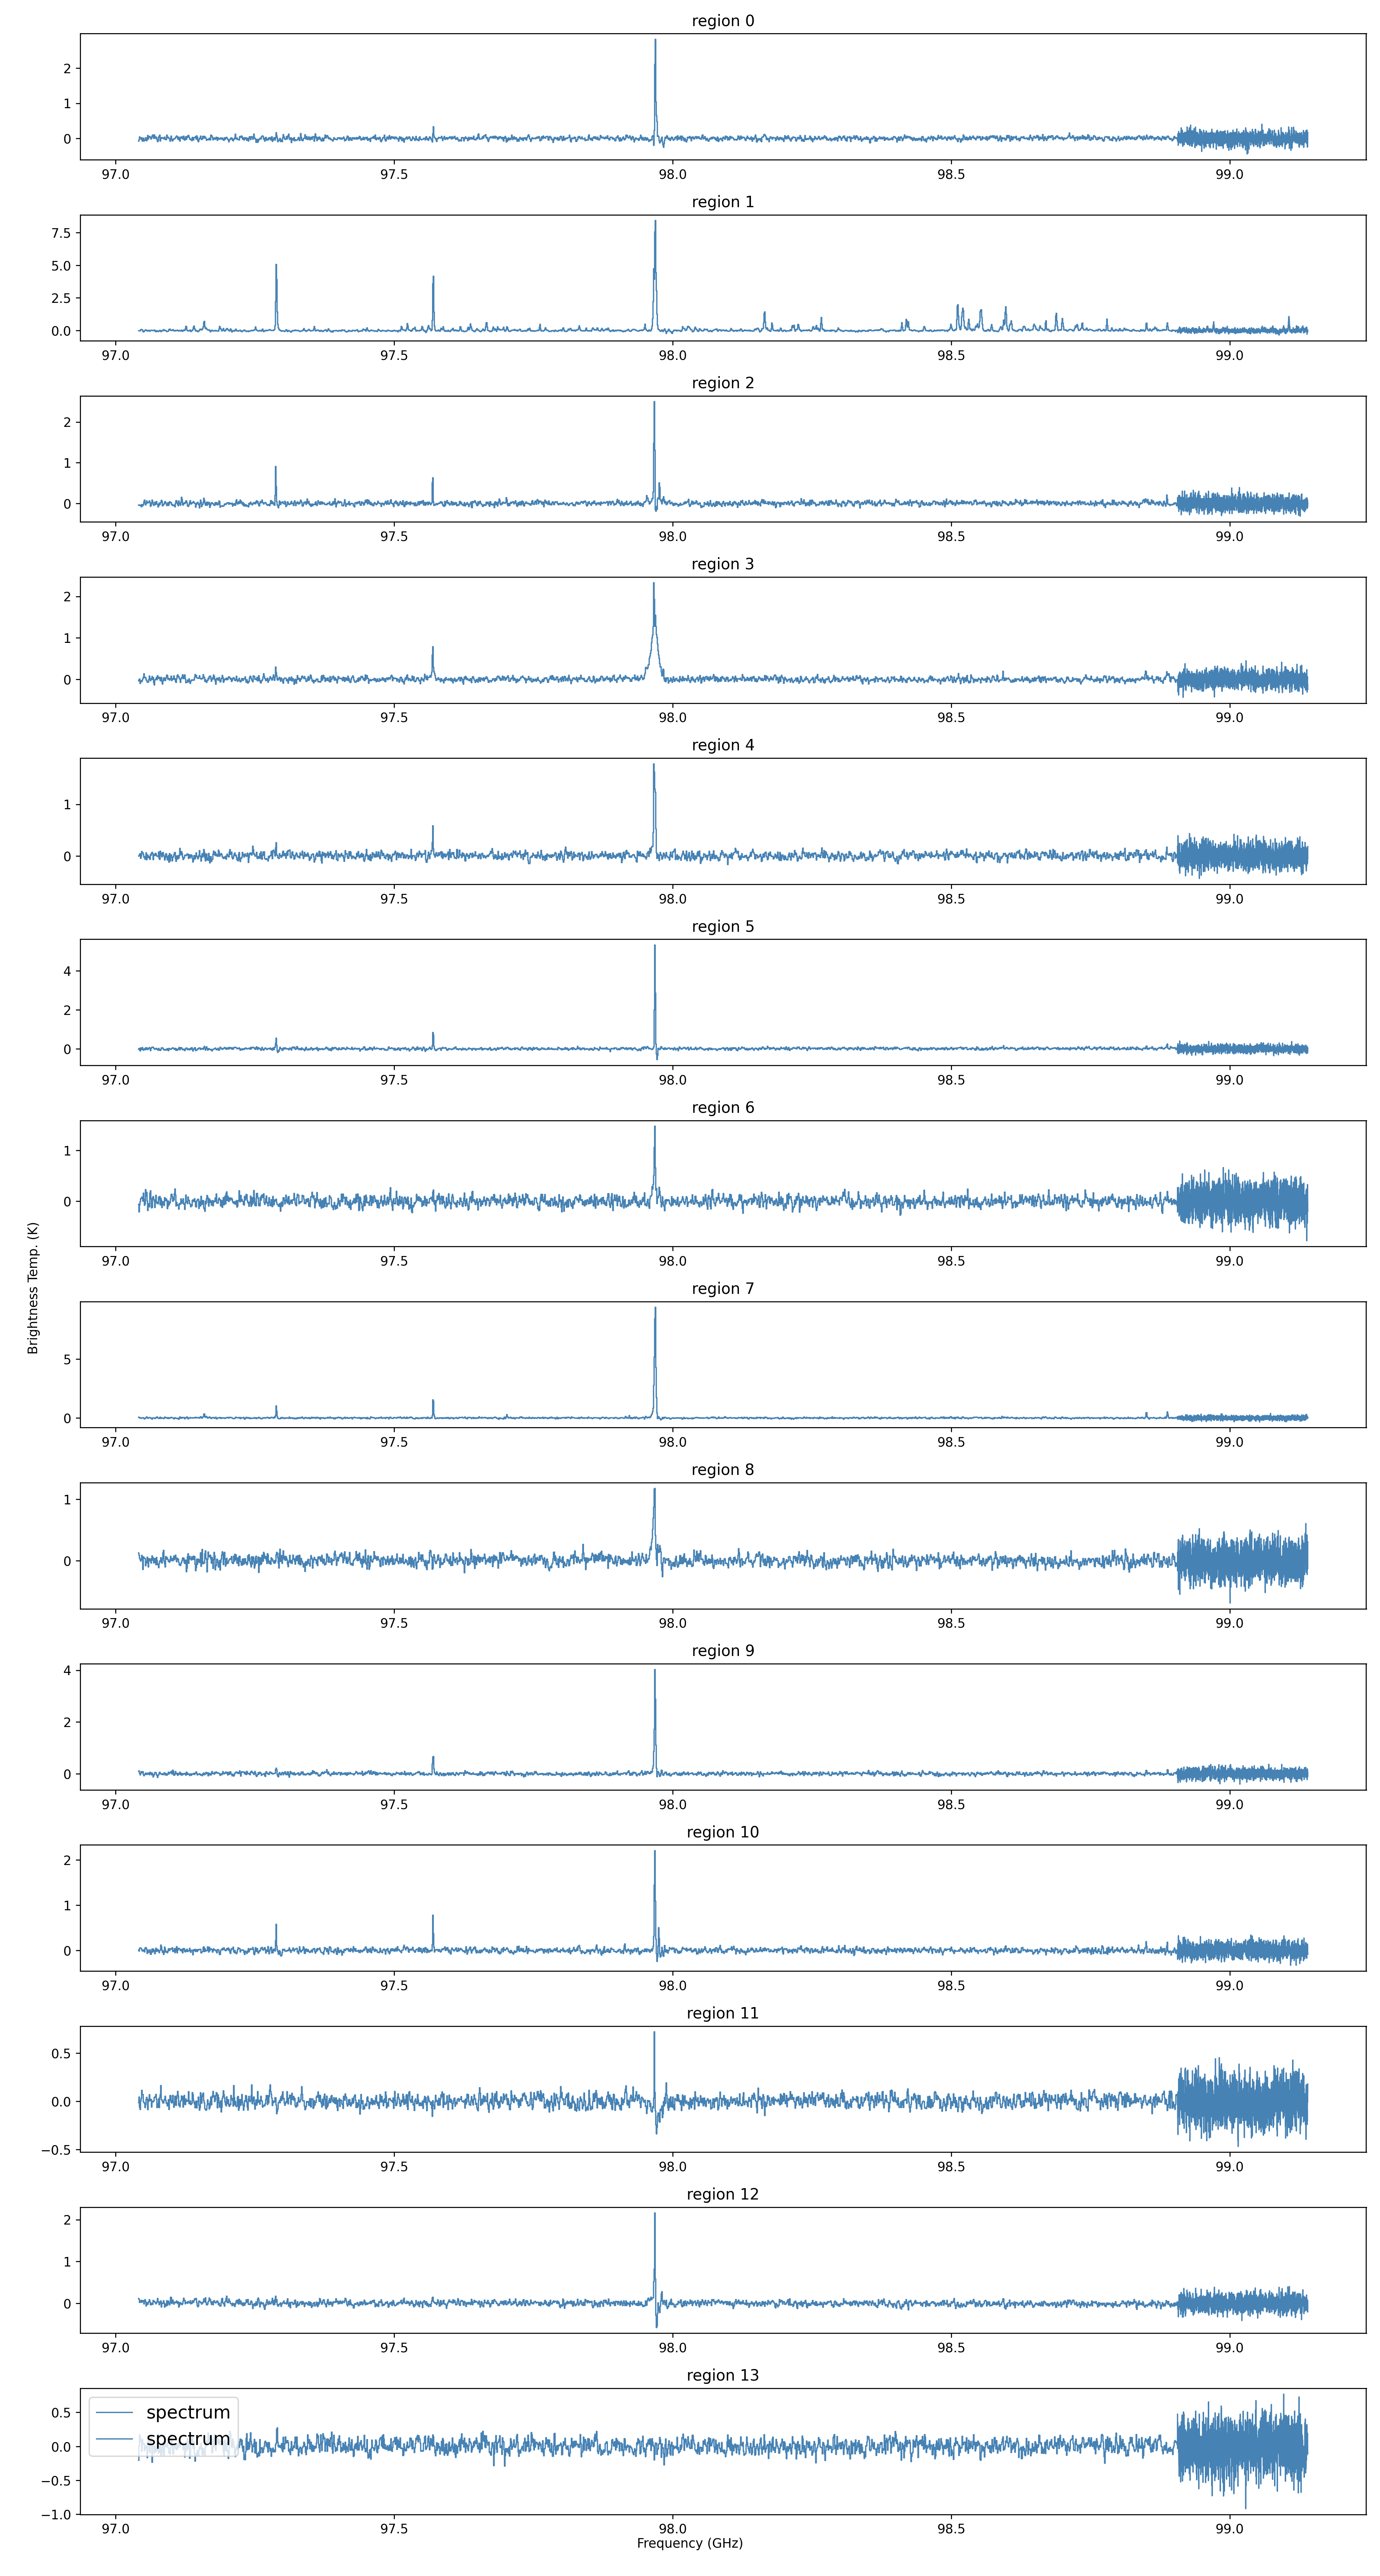 region 0
2
1
0
97.0 97.5 98.0 98.5 99.0
region 1
7.5
5.0
2.5
0.0
97.0 97.5 98.0 98.5 99.0
region 2
2
1
0
97.0 97.5 98.0 98.5 99.0
region 3
2
1
0
97.0 97.5 98.0 98.5 99.0
region 4
1
0
97.0 97.5 98.0 98.5 99.0
region 5
4
2
0
97.0 97.5 98.0 98.5 99.0
region 6
1
0
97.0 97.5 98.0 98.5 99.0
Brightness Temp. (K)
region 7
5
0
97.0 97.5 98.0 98.5 99.0
region 8
1
0
97.0 97.5 98.0 98.5 99.0
region 9
4
2
0
97.0 97.5 98.0 98.5 99.0
region 10
2
1
0
97.0 97.5 98.0 98.5 99.0
region 11
0.5
0.0
−0.5
97.0 97.5 98.0 98.5 99.0
region 12
2
1
0
97.0 97.5 98.0 98.5 99.0
region 13
spectrum
spectrum
0.5
0.0
−0.5
−1.0
97.0 97.5 98.0 98.5 99.0
Frequency (GHz)